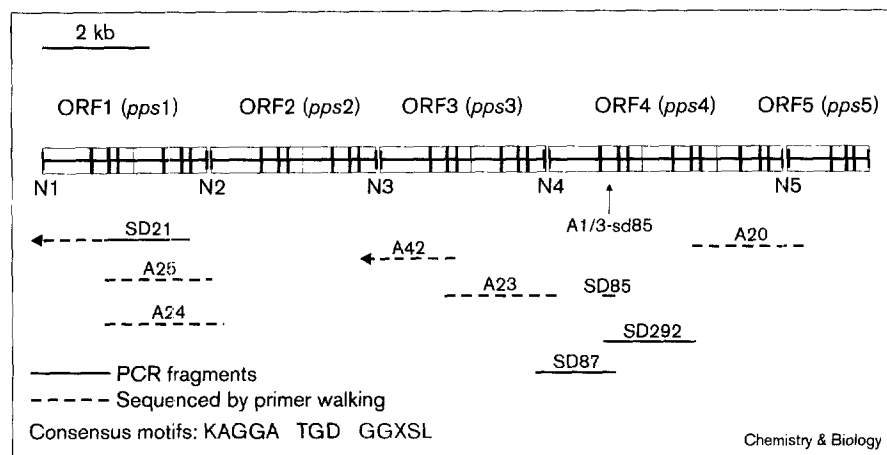 2 kb
ORF1 (pps1) ORF2 (pps2) ORF3 (pps3) ORF4 (pps4) ORF5 (pps5)
N1 N2 N3 N4 N5
A1/3-sd85
SD21 A20
A42
A25 A23 SD85
A24 SD292
SD87
PCR fragments
Sequenced by primer walking
Consensus motifs: KAGGA TGD GGXSL
Chemistry & Biology